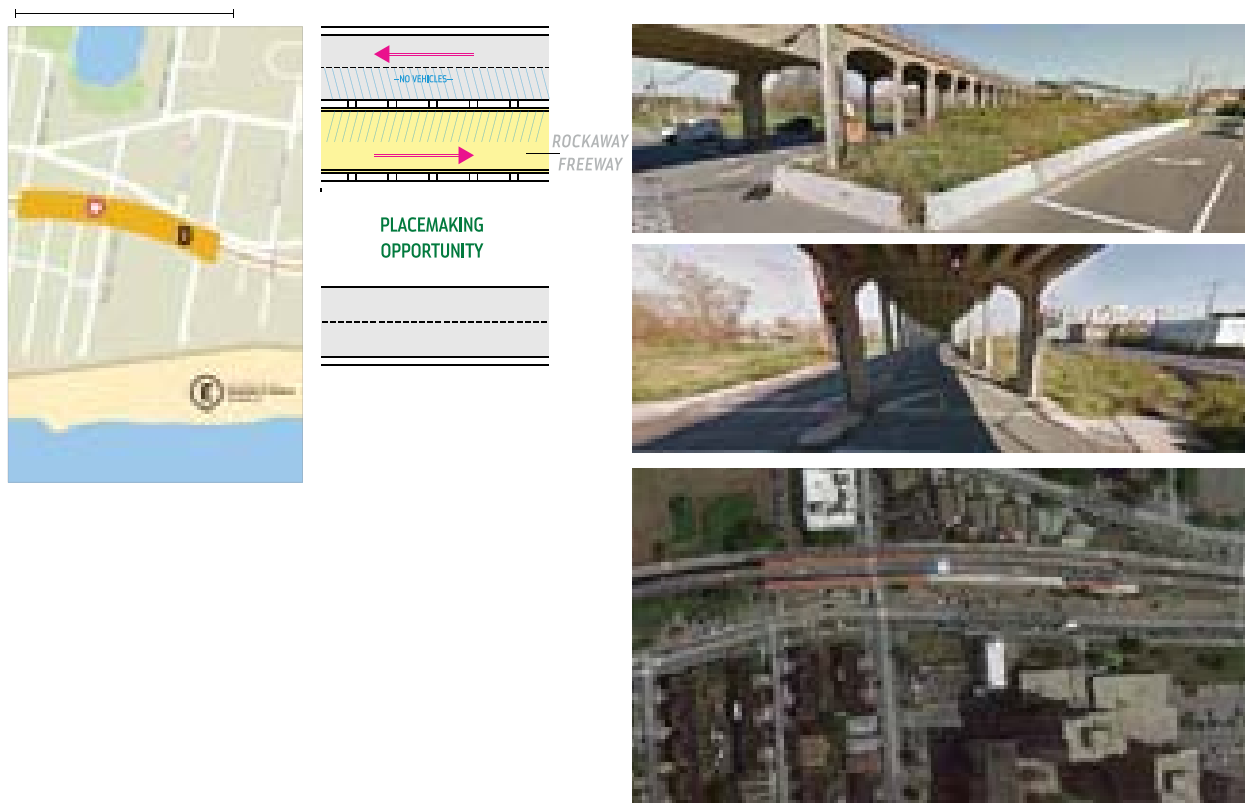 –NO VEHICLES–
ROCKAWAY
FREEWAY
PLACEMAKING
OPPORTUNITY